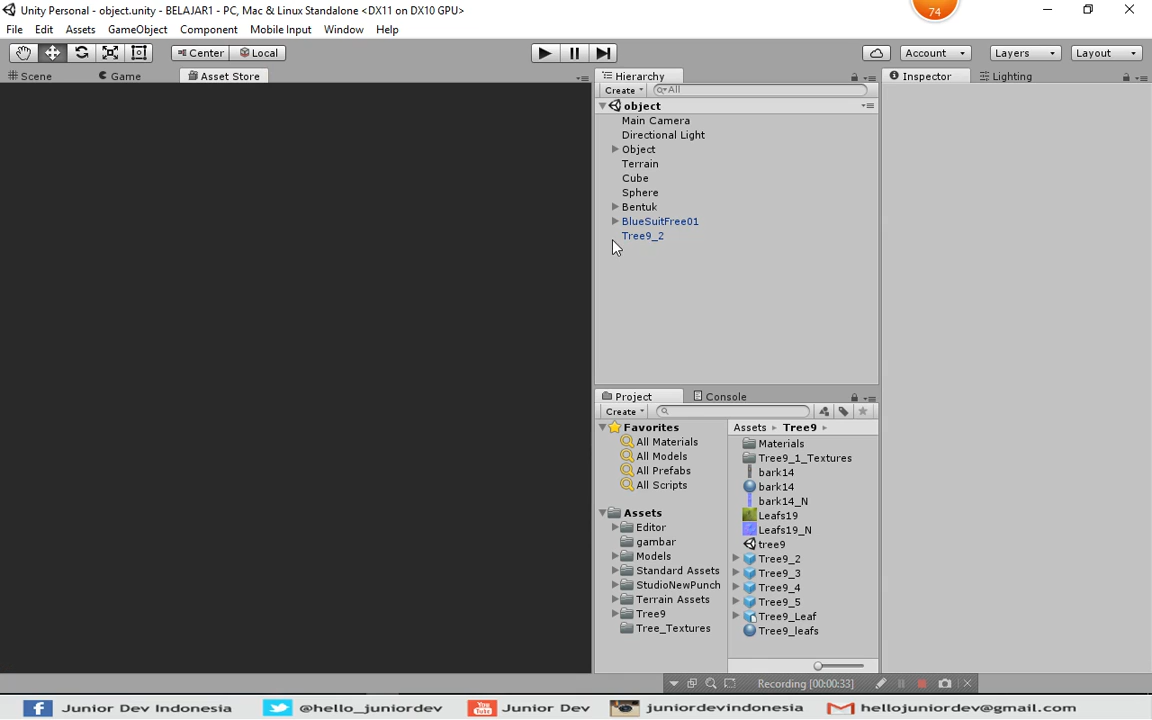 Unity Personal - object.unity - BELAJAR1 - PC, Mac & Linux Standalone <DX11 on DX10 GPU>
74
File Edit Assets GameObject Component Mobile Input Window Help
Center Local Account Layers Layout
Scene Game Asset Store Hierarchy Inspector Lighting
Create All
object
Main Camera
Directional Light
Object
Terrain
Cube
Sphere
Bentuk
BlueSuitFree01
Tree9_2
Project Console
Create
Favorites
All Materials
All Models
All Prefabs
All Scripts
Assets
Editor
gambar
Models
Standard Assets
StudioNewPunch
Terrain Assets
Tree9
Tree_Textures
Assets Tree9
Materials
Tree9_1_Textures
bark14
bark14
bark14_N
Leafs19
Leafs19_N
tree9
Tree9_2
Tree9_3
Tree9_4
Tree9_5
Tree9_Leaf
Tree9_leafs
Recording [00:00:33]
Junior Dev Indonesia @hello_juniordev Junior Dev juniordevindonesia hellojuniordev@gmail.com